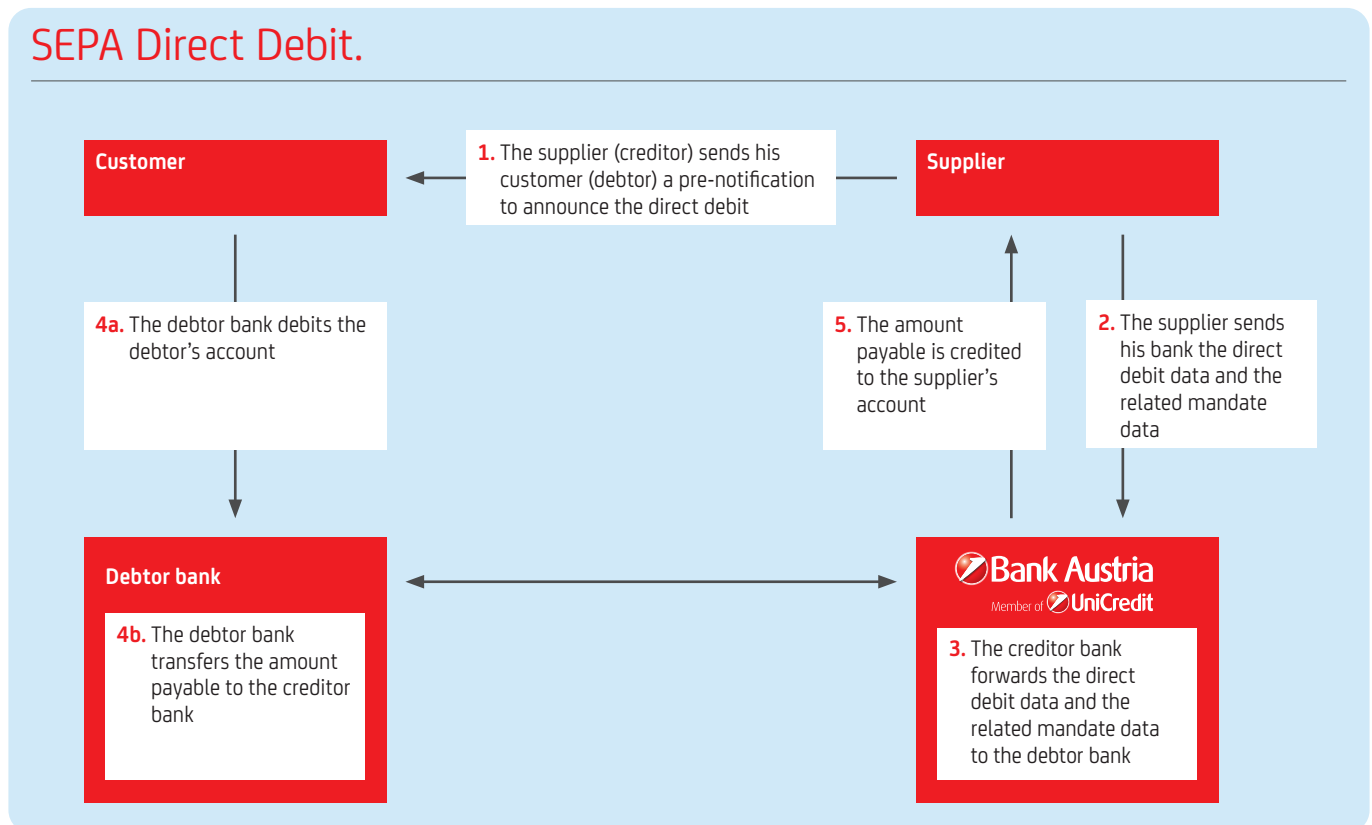 SEPA Direct Debit.
Customer
1. The supplier (creditor) sends his
customer (debtor) a pre-notification
to announce the direct debit
Supplier
4a. The debtor bank debits the
debtor’s account
5. The amount
payable is credited
to the supplier’s
account
2. The supplier sends
his bank the direct
debit data and the
related mandate
data
Debtor bank
4b. The debtor bank
transfers the amount
payable to the creditor
bank
Bank Austria
Member of UniCredit
3. The creditor bank
forwards the direct
debit data and the
related mandate data
to the debtor bank